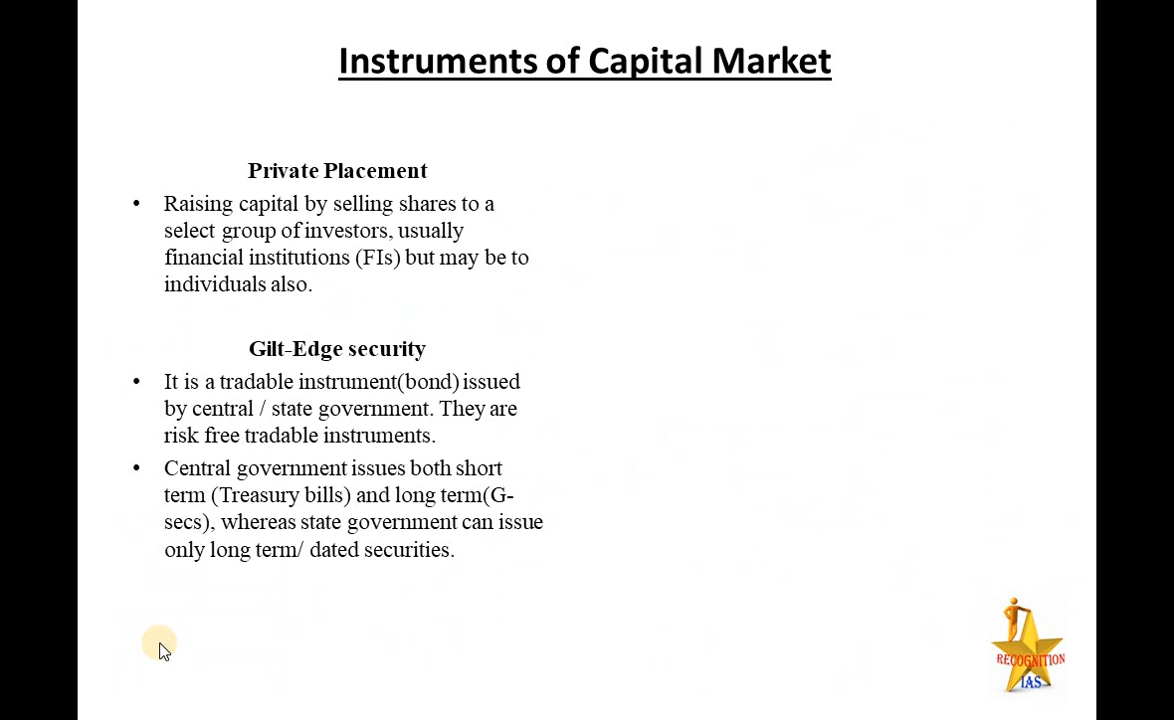 Instruments of Capital Market
Private Placement
• Raising capital by selling shares to a
select group of investors, usually
financial institutions (FIs) but may be to
individuals also.
Gilt-Edge security
• It is a tradable instrument(bond) issued
by central / state government. They are
risk free tradable instruments.
• Central government issues both short
term (Treasury bills) and long term(G-
secs), whereas state government can issue
only long term/ dated securities.
RECOGNITION
IAS